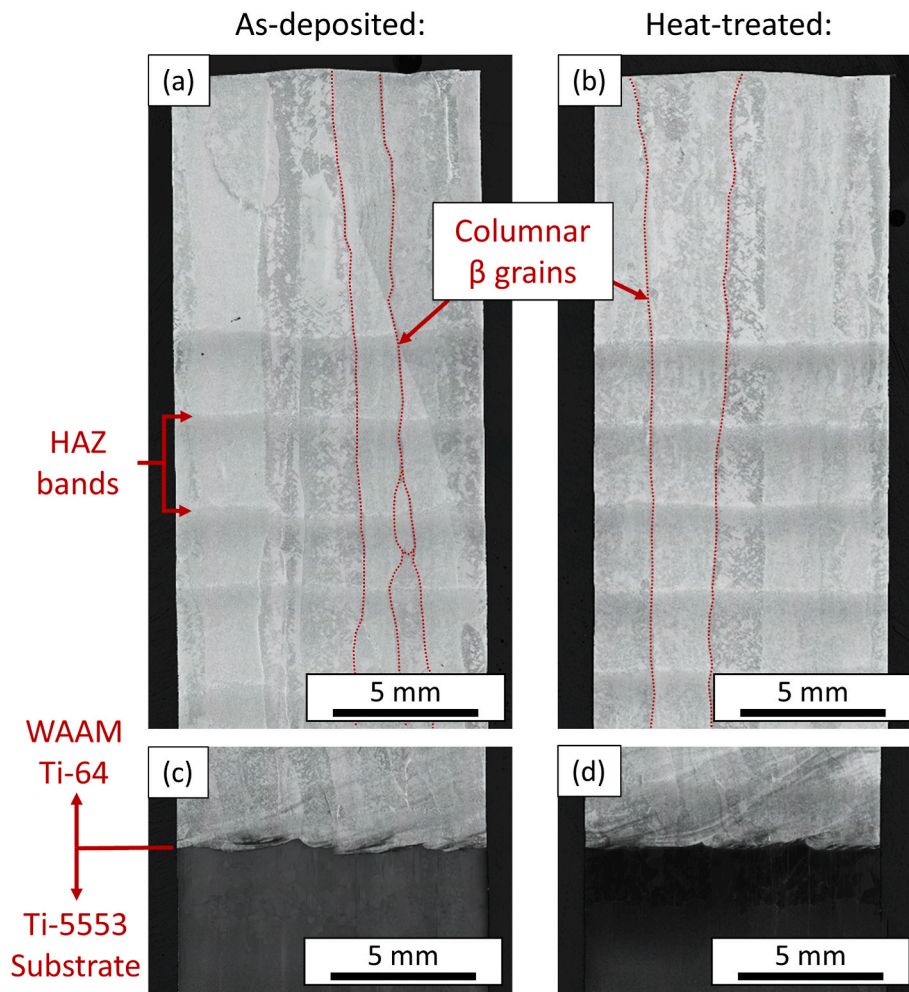 As-deposited:
Heat-treated:
(a)
(b)
Columnar
β grains
HAZ
bands
5 mm
5 mm
WAAM
Ti-64
(c)
(d)
Ti-5553
Substrate
5 mm
5 mm